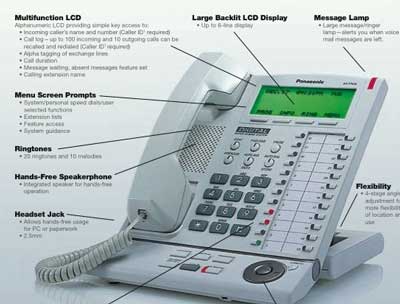 Multifunction LCD
Alphanumeric LCD providing simple key access to:
• Incoming caller's name and number (Caller ID¹ required)
• Call log – up to 100 incoming and 10 outgoing calls can be
recalled and redialed (Caller ID¹ required)
• Alpha tagging of exchange lines
• Call duration
• Message waiting, absent messages feature set
• Calling extension name
Large Backlit LCD Display
• Up to 6-line display
Message Lamp
• Large message/ringer
lamp – alerts you when voice
mail messages are left.
Menu Screen Prompts
• System/personal speed dials/user
selected functions
• Extension lists
• Feature access
• System guidance
Ringtones
• 20 ringtones and 10 melodies
Hands-Free Speakerphone
• Integrated speaker for hands-free
operation.
Headset Jack
• Allows hands-free usage
for PC or paperwork
• 2.5mm
Panasonic
Flexibility
• 4-stage angle
adjustment fo
more flexibility
of location an
use